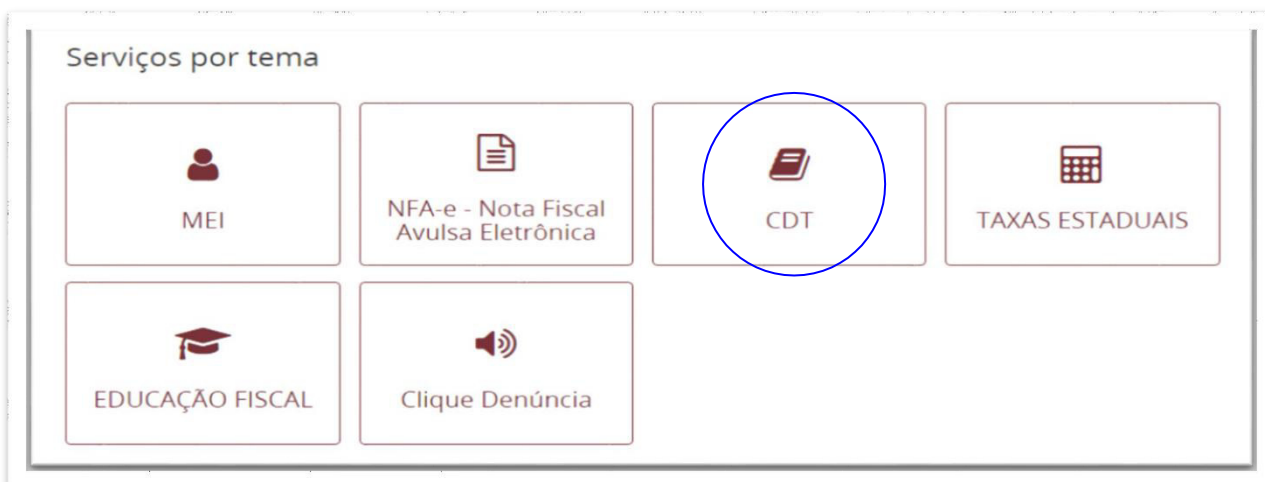 Serviços por tema
MEI
NFA-e - Nota Fiscal
Avulsa Eletrônica
CDT
TAXAS ESTADUAIS
EDUCAÇÃO FISCAL
Clique Denúncia